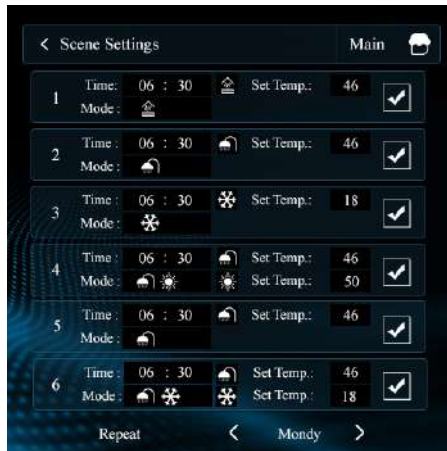 < Scene Settings Main
1 Time: 06 : 30 Set Temp.: 46
Mode :
2 Time : 06 : 30 Set Temp.: 46
Mode :
3 Time : 06 : 30 Set Temp.: 18
Mode :
4 Time : 06 : 30 Set Temp.: 46
Mode : Set Temp.: 50
5 Time : 06 : 30 Set Temp.: 46
Mode :
6 Time : 06 : 30 Set Temp.: 46
Mode : Set Temp.: 18
Repeat < Mondy >